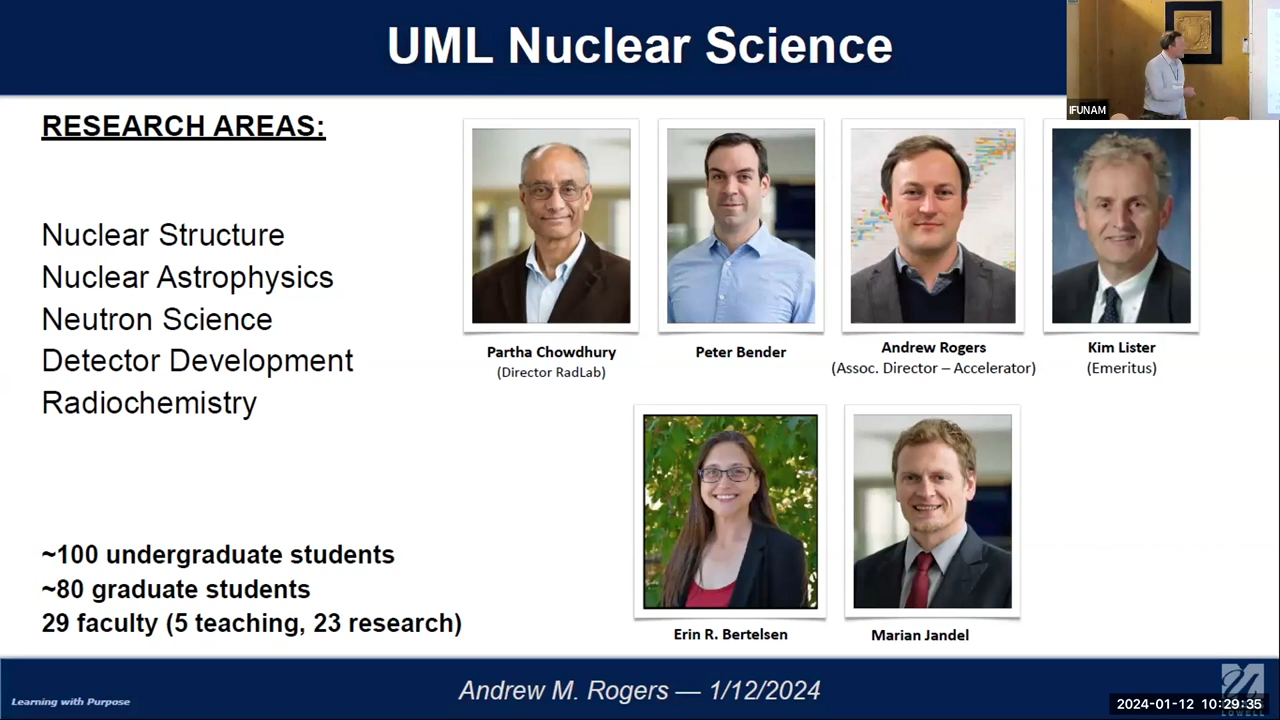 UML Nuclear Science
IFUNAM
RESEARCH AREAS:
Nuclear Structure
Nuclear Astrophysics
Neutron Science
Detector Development
Radiochemistry
Partha Chowdhury
(Director RadLab)
Peter Bender
Andrew Rogers
(Assoc. Director – Accelerator)
Kim Lister
(Emeritus)
~100 undergraduate students
~80 graduate students
29 faculty (5 teaching, 23 research)
Erin R. Bertelsen
Marian Jandel
Learning with Purpose
Andrew M. Rogers — 1/12/2024
2024-01-12 10:29:35
LOWELL